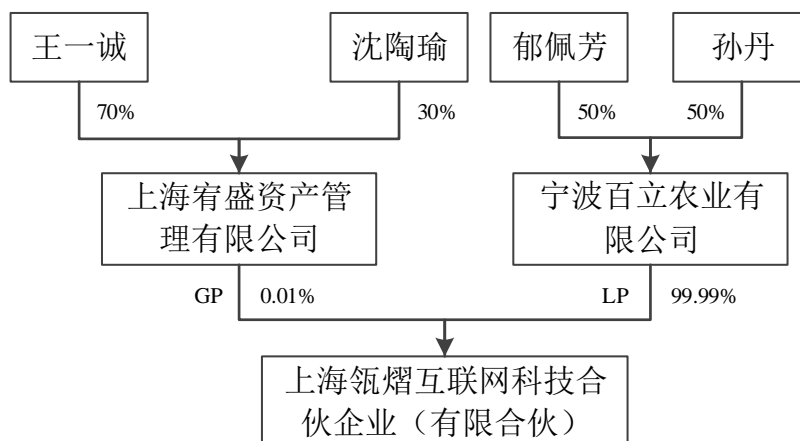 王一诚
沈陶瑜
郁佩芳
孙丹
70%
30%
50%
50%
上海宥盛资产管
理有限公司
宁波百立农业有
限公司
GP
0.01%
LP
99.99%
上海瓴熠互联网科技合
伙企业（有限合伙）